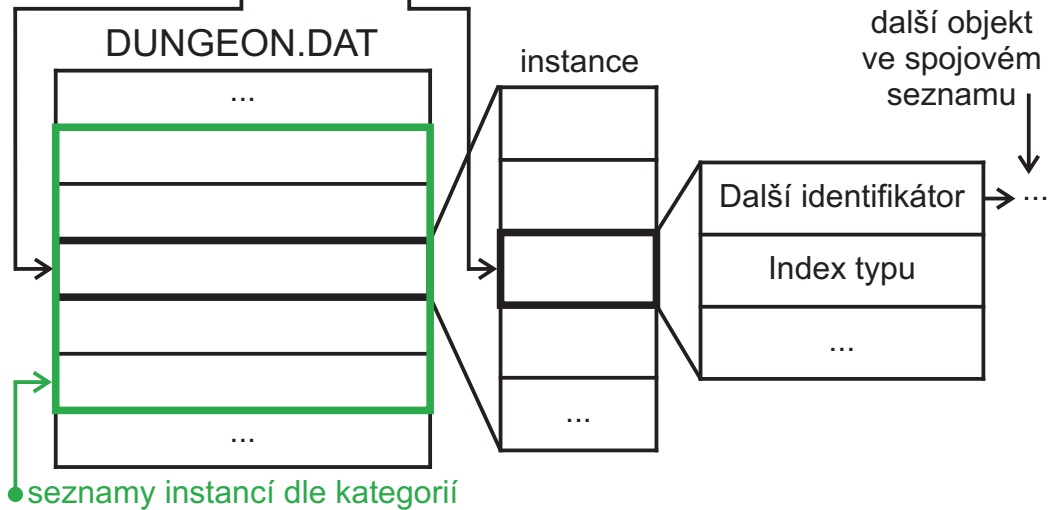 DUNGEON.DAT
...
...
seznamy instancí dle kategorií
instance
...
další objekt
ve spojovém
seznamu
Další identifikátor
...
Index typu
...